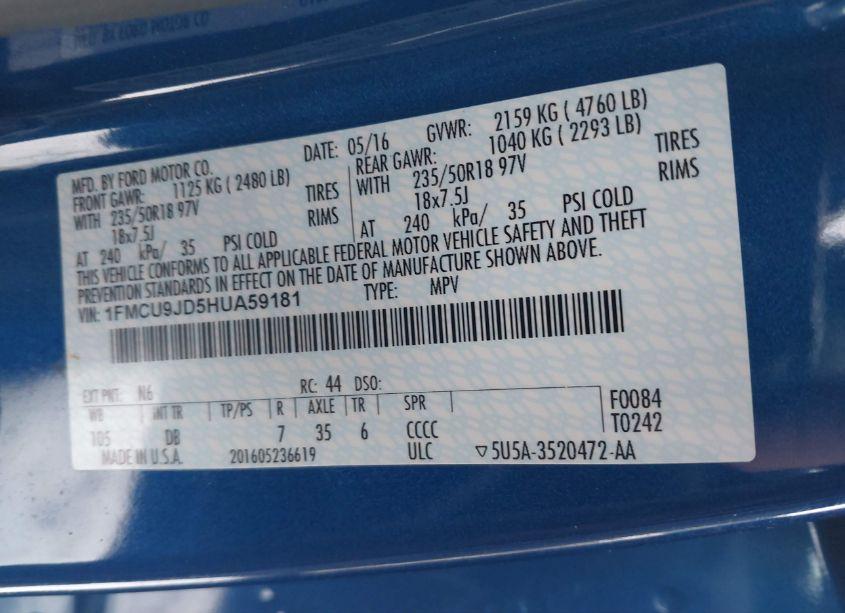 MFD. BY FORD MOTOR CO.
DATE: 05/16
GVWR: 2159 KG ( 4760 LB)
FRONT GAWR: 1125 KG ( 2480 LB)
REAR GAWR: 1040 KG ( 2293 LB)
WITH 235/50R18 97V TIRES
WITH 235/50R18 97V TIRES
18x7.5J RIMS
18x7.5J RIMS
AT 240 kPa/ 35 PSI COLD
AT 240 kPa/ 35 PSI COLD
THIS VEHICLE CONFORMS TO ALL APPLICABLE FEDERAL MOTOR VEHICLE SAFETY AND THEFT
PREVENTION STANDARDS IN EFFECT ON THE DATE OF MANUFACTURE SHOWN ABOVE.
VIN: 1FMCU9JD5HUA59181
TYPE: MPV
EXT PNT: N6 RC: 44 DSO:
WB INT TR TP/PS R AXLE TR SPR
F0084
105 DB 7 35 6 CCCC
T0242
MADE IN U.S.A. 201605236619 ULC ▽5U5A-3520472-AA